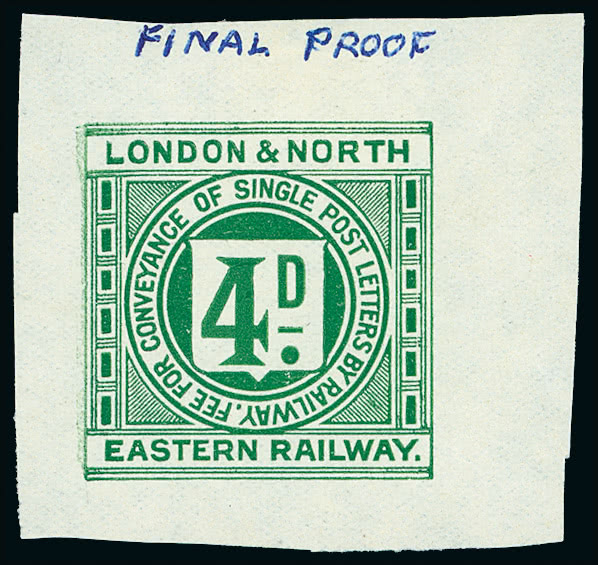 FINAL PROOF
LONDON & NORTH
FEE FOR CONVEYANCE OF SINGLE POST LETTERS BY RAILWAY.
4D.
EASTERN RAILWAY.